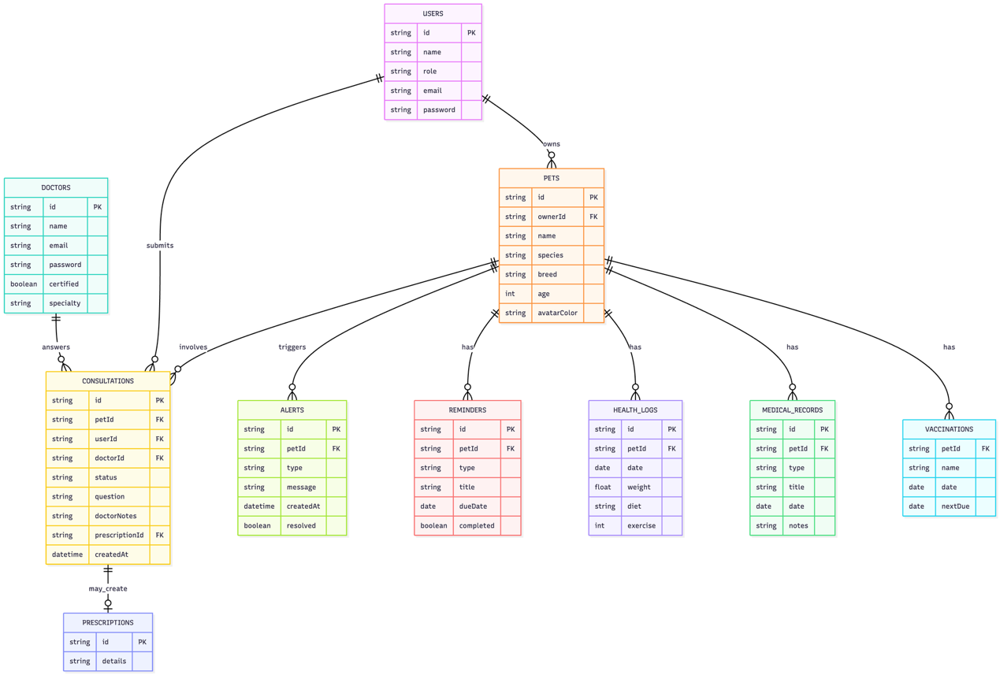 USERS
string id PK
string name
string role
string email
string password
submits
owns
DOCTORS
string id PK
string name
string email
string password
boolean certified
string specialty
PETS
string id PK
string ownerId FK
string name
string species
string breed
int age
string avatarColor
answers
involves
triggers
has
has
has
has
CONSULTATIONS
string id PK
string petId FK
string userId FK
string doctorId FK
string status
string question
string doctorNotes
string prescriptionId FK
datetime createdAt
ALERTS
string id PK
string petId FK
string type
string message
datetime createdAt
boolean resolved
REMINDERS
string id PK
string petId FK
string type
string title
date dueDate
boolean completed
HEALTH_LOGS
string id PK
string petId FK
date date
float weight
string diet
int exercise
MEDICAL_RECORDS
string id PK
string petId FK
string type
string title
date date
string notes
VACCINATIONS
string petId FK
string name
date date
date nextDue
may_create
PRESCRIPTIONS
string id PK
string details